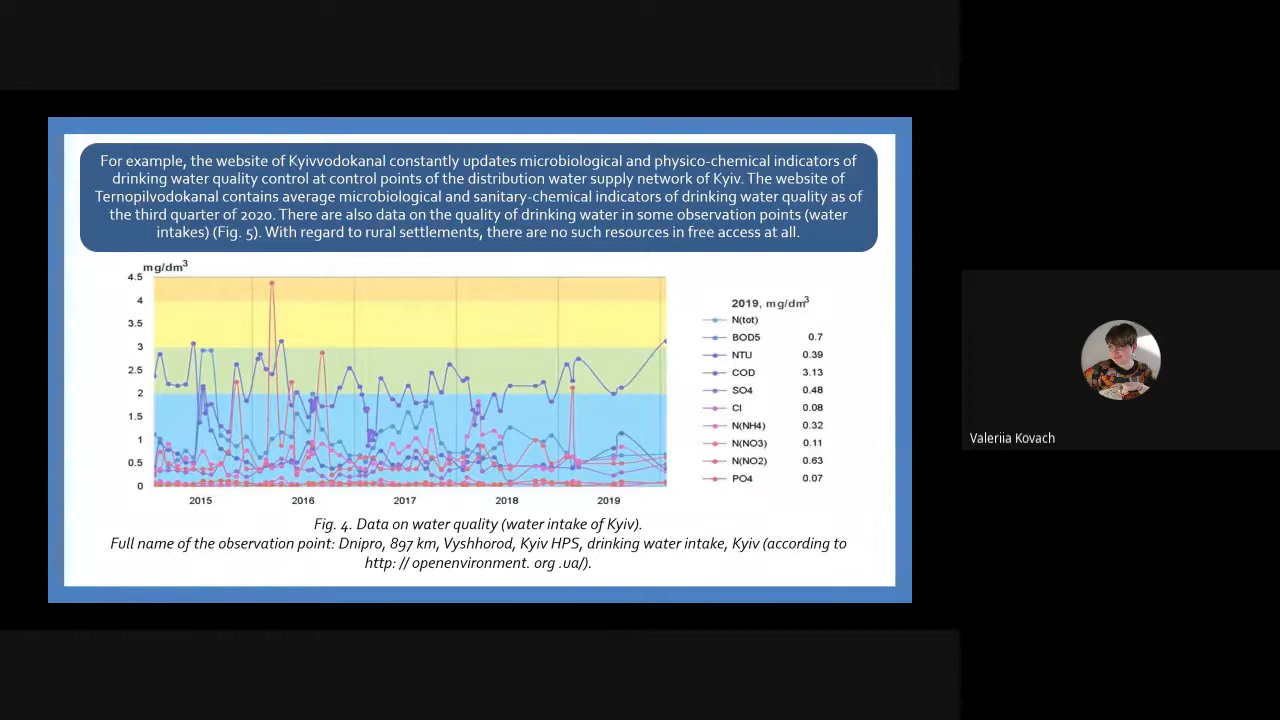 For example, the website of Kyivvodokanal constantly updates microbiological and physico-chemical indicators of
drinking water quality control at control points of the distribution water supply network of Kyiv. The website of
Ternopilvodokanal contains average microbiological and sanitary-chemical indicators of drinking water quality as of
the third quarter of 2020. There are also data on the quality of drinking water in some observation points (water
intakes) (Fig. 5). With regard to rural settlements, there are no such resources in free access at all.
mg/dm3
4.5
4
3.5
3
2.5
2
1.5
1
0.5
0
2015 2016 2017 2018 2019
2019, mg/dm3
N(tot)
BOD5 0.7
NTU 0.39
COD 3.13
SO4 0.48
Cl 0.08
N(NH4) 0.32
N(NO3) 0.11
N(NO2) 0.63
PO4 0.07
Fig. 4. Data on water quality (water intake of Kyiv).
Full name of the observation point: Dnipro, 897 km, Vyshhorod, Kyiv HPS, drinking water intake, Kyiv (according to
http: // openenvironment. org .ua/).
Valeriia Kovach